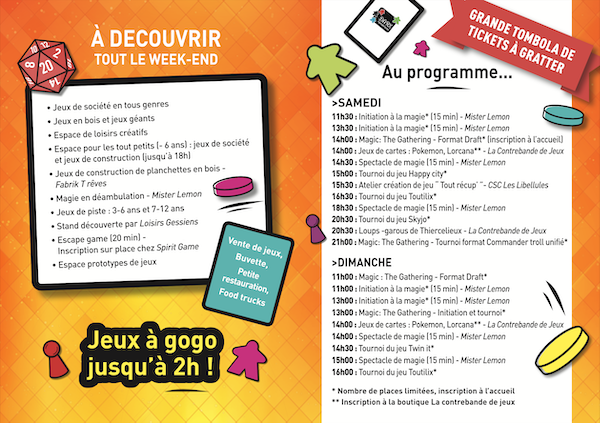 À DECOUVRIR
TOUT LE WEEK-END
• Jeux de société en tous genres
• Jeux en bois et jeux géants
• Espace de loisirs créatifs
• Espace pour les tout petits (- 6 ans) : jeux de société
et jeux de construction (jusqu'à 18h)
• Jeux de construction de planchettes en bois -
Fabrik T rêves
• Magie en déambulation - Mister Lemon
• Jeux de piste : 3-6 ans et 7-12 ans
• Stand découverte par Loisirs Gessiens
• Escape game (20 min) -
Inscription sur place chez Spirit Game
• Espace prototypes de jeux
Vente de jeux,
Buvette,
Petite
restauration,
Food trucks
Jeux à gogo
jusqu'à 2h !
20
2
8
GRANDE TOMBOLA DE
TICKETS À GRATTER
Au programme...
>SAMEDI
11h30 : Initiation à la magie* (15 min) - Mister Lemon
13h30 : Initiation à la magie* (15 min) - Mister Lemon
14h00 : Magic: The Gathering - Format Draft* (inscription à l'accueil)
14h00 : Jeux de cartes : Pokemon, Lorcana** - La Contrebande de Jeux
14h30 : Spectacle de magie (15 min) - Mister Lemon
15h00 : Tournoi du jeu Happy city*
15h30 : Atelier création de jeu ¨ Tout récup' ¨ - CSC Les Libellules
16h30 : Tournoi du jeu Toutilix*
18h30 : Spectacle de magie (15 min) - Mister Lemon
20h30 : Tournoi du jeu Skyjo*
20h30 : Loups -garous de Thiercelieux - La Contrebande de Jeux
21h00 : Magic: The Gathering - Tournoi format Commander troll unifié*
>DIMANCHE
11h00 : Magic : The Gathering - Format Draft*
11h00 : Initiation à la magie* (15 min) - Mister Lemon
13h00 : Initiation à la magie* (15 min) - Mister Lemon
13h00 : Magic: The Gathering - Initiation et tournoi*
14h00 : Jeux de cartes : Pokemon, Lorcana** - La Contrebande de Jeux
14h00 : Spectacle de magie (15 min) - Mister Lemon
14h30 : Tournoi du jeu Twin it*
15h00 : Spectacle de magie (15 min) - Mister Lemon
16h00 : Tournoi du jeu Toutilix*
* Nombre de places limitées, inscription à l'accueil
** Inscription à la boutique La contrebande de jeux